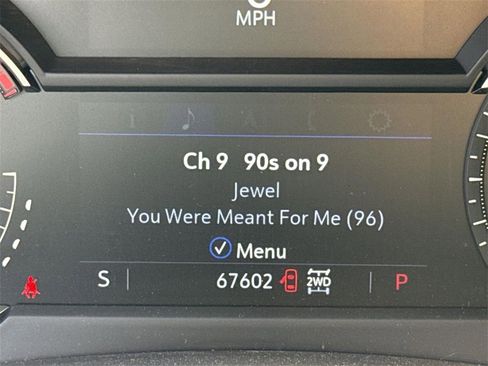 MPH
Ch 9 90s on 9
Jewel
You Were Meant For Me (96)
Menu
S 67602 2WD P